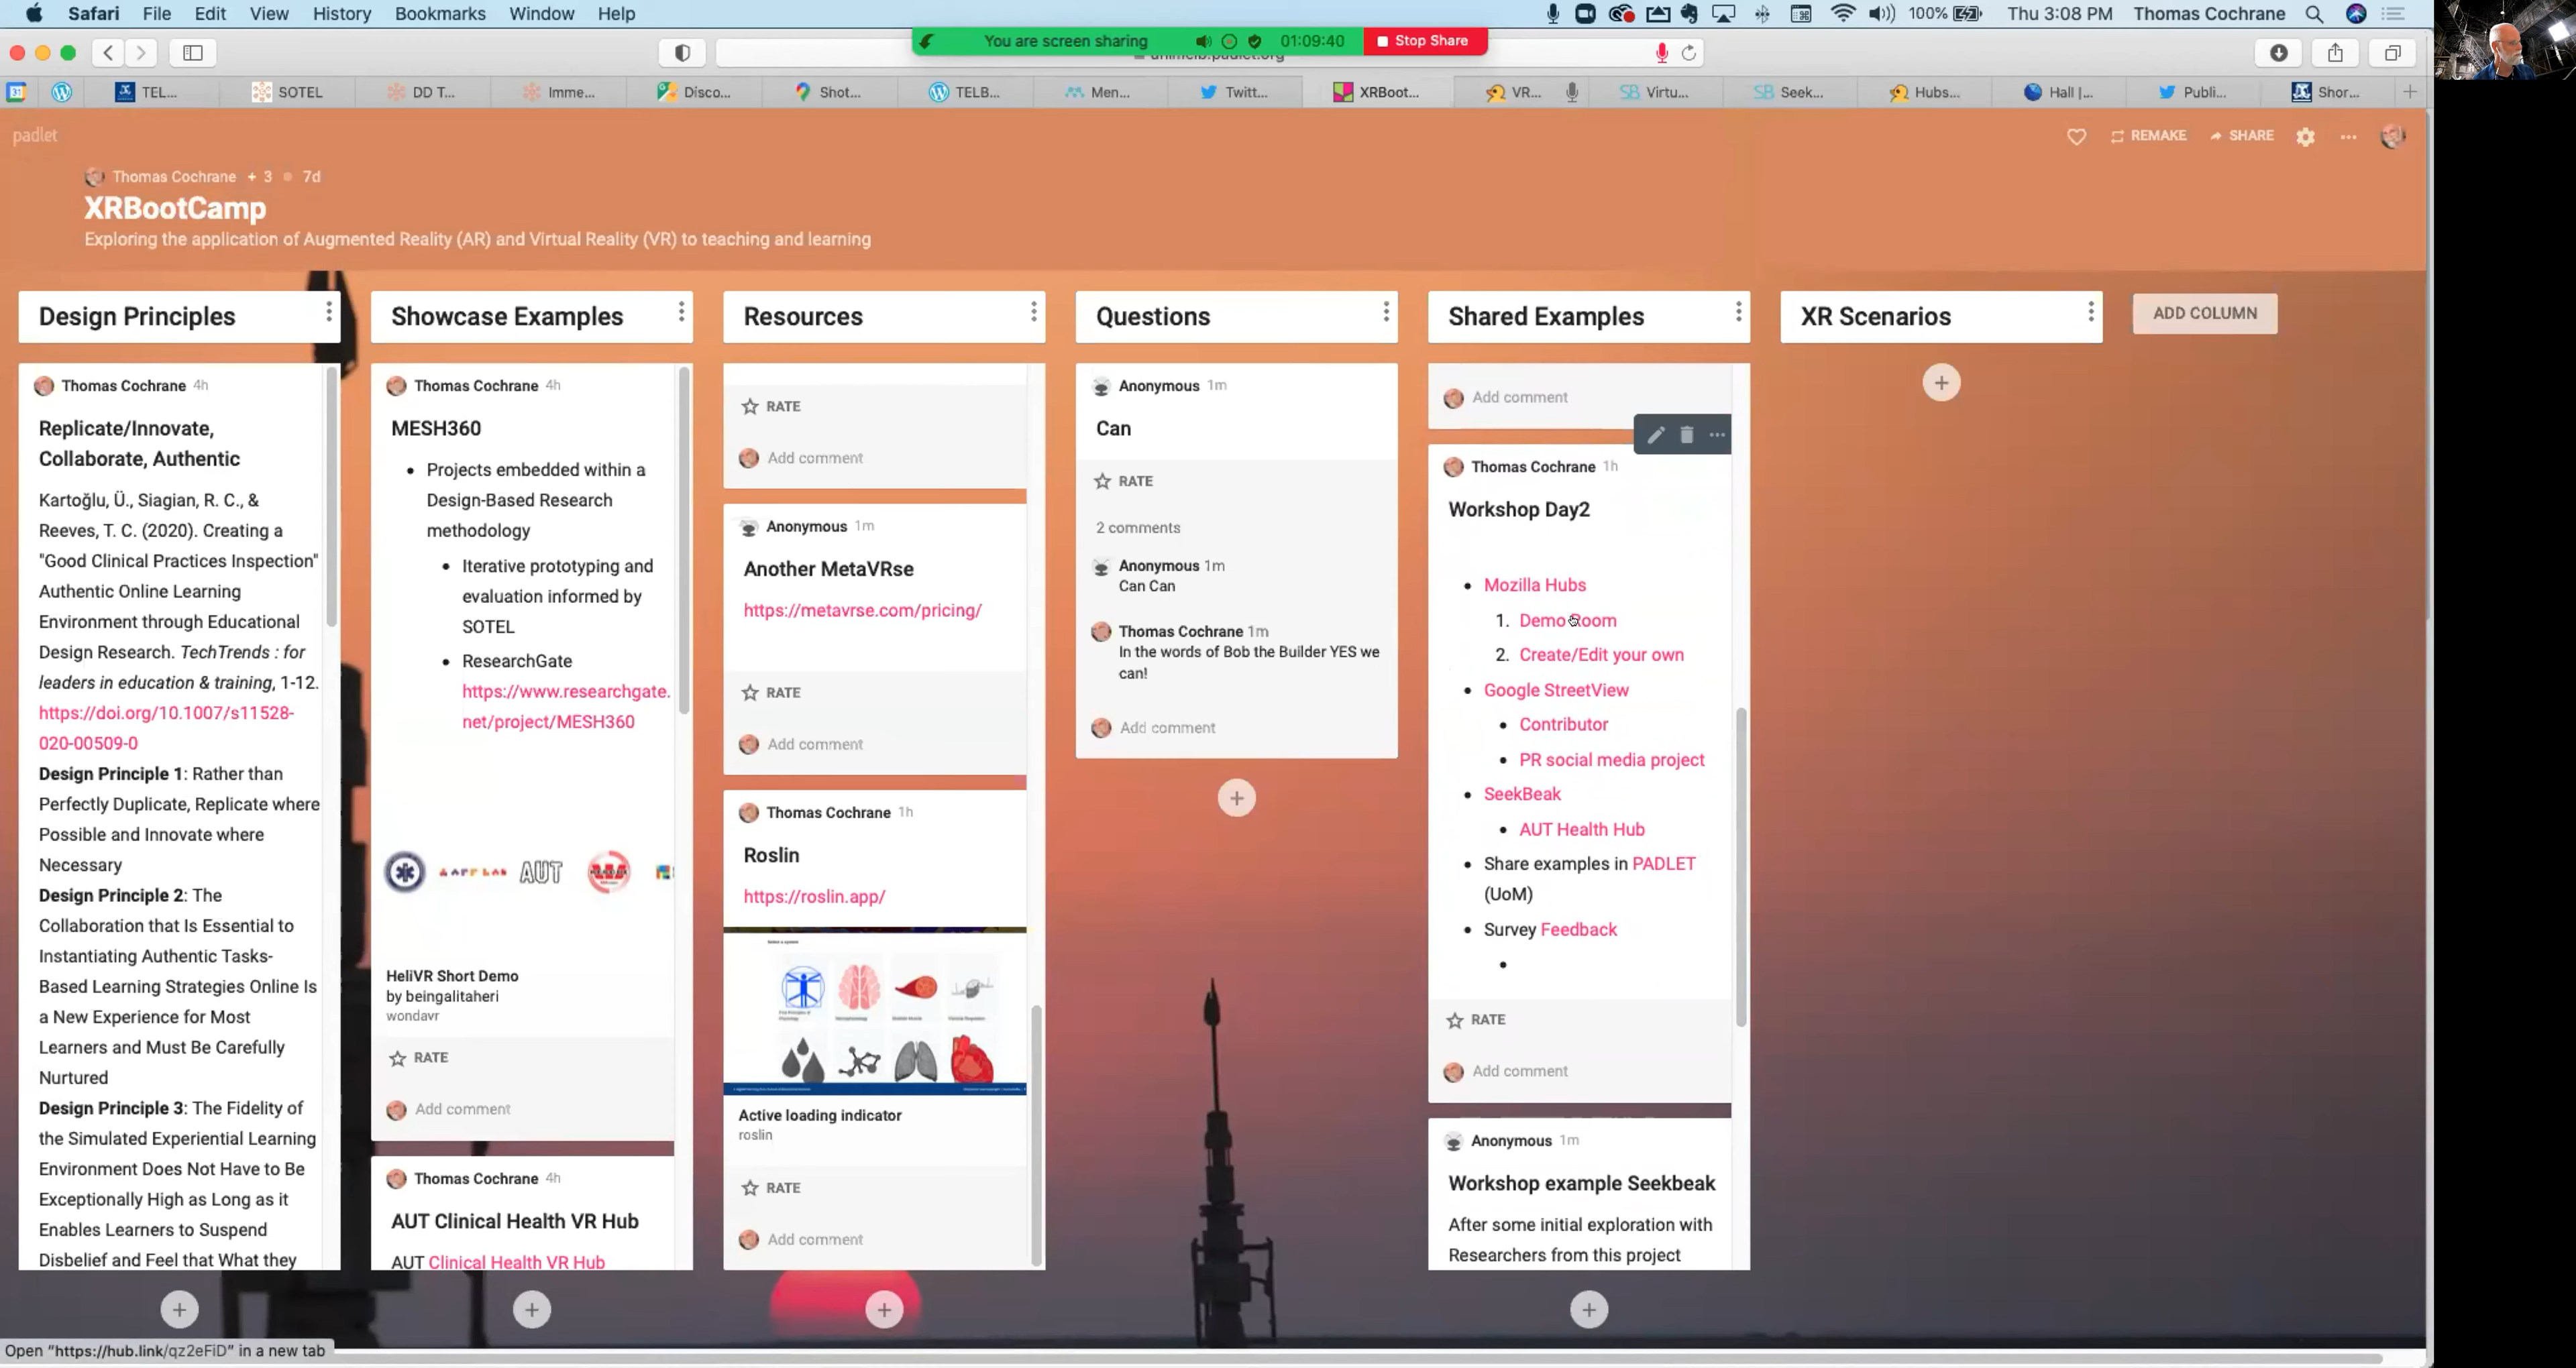 Safari File Edit View History Bookmarks Window Help
100%
Thu 3:08 PM Thomas Cochrane
You are screen sharing
01:09:40
Stop Share
unimelb.padlet.org
31
TEL...
SOTEL
DD T...
Imme...
Disco...
Shot...
TELB...
Men...
Twitt...
XRBoot...
VR...
Virtu...
Seek...
Hubs...
Hall |...
Publi...
Shor...
padlet
REMAKE
SHARE
Thomas Cochrane + 3 7d
XRBootCamp
Exploring the application of Augmented Reality (AR) and Virtual Reality (VR) to teaching and learning
Design Principles
Thomas Cochrane 4h
Replicate/Innovate,
Collaborate, Authentic
Kartoğlu, Ü., Siagian, R. C., &
Reeves, T. C. (2020). Creating a
"Good Clinical Practices Inspection"
Authentic Online Learning
Environment through Educational
Design Research. TechTrends : for
leaders in education & training, 1-12.
https://doi.org/10.1007/s11528-
020-00509-0
Design Principle 1: Rather than
Perfectly Duplicate, Replicate where
Possible and Innovate where
Necessary
Design Principle 2: The
Collaboration that Is Essential to
Instantiating Authentic Tasks-
Based Learning Strategies Online Is
a New Experience for Most
Learners and Must Be Carefully
Nurtured
Design Principle 3: The Fidelity of
the Simulated Experiential Learning
Environment Does Not Have to Be
Exceptionally High as Long as it
Enables Learners to Suspend
Disbelief and Feel that What they
Showcase Examples
Thomas Cochrane 4h
MESH360
Projects embedded within a
Design-Based Research
methodology
Iterative prototyping and
evaluation informed by
SOTEL
ResearchGate
https://www.researchgate.
net/project/MESH360
AUT
HeliVR Short Demo
by beingalitaheri
wondavr
RATE
Add comment
Thomas Cochrane 4h
AUT Clinical Health VR Hub
AUT Clinical Health VR Hub
Resources
RATE
Add comment
Anonymous 1m
Another MetaVRse
https://metavrse.com/pricing/
RATE
Add comment
Thomas Cochrane 1h
Roslin
https://roslin.app/
Active loading indicator
roslin
RATE
Add comment
Questions
Anonymous 1m
Can
RATE
2 comments
Anonymous 1m
Can Can
Thomas Cochrane 1m
In the words of Bob the Builder YES we
can!
Add comment
Shared Examples
Add comment
Thomas Cochrane 1h
Workshop Day2
Mozilla Hubs
1. Demo Room
2. Create/Edit your own
Google StreetView
Contributor
PR social media project
SeekBeak
AUT Health Hub
Share examples in PADLET
(UoM)
Survey Feedback
RATE
Add comment
Anonymous 1m
Workshop example Seekbeak
After some initial exploration with
Researchers from this project
XR Scenarios
ADD COLUMN
Open “https://hub.link/qz2eFiD” in a new tab